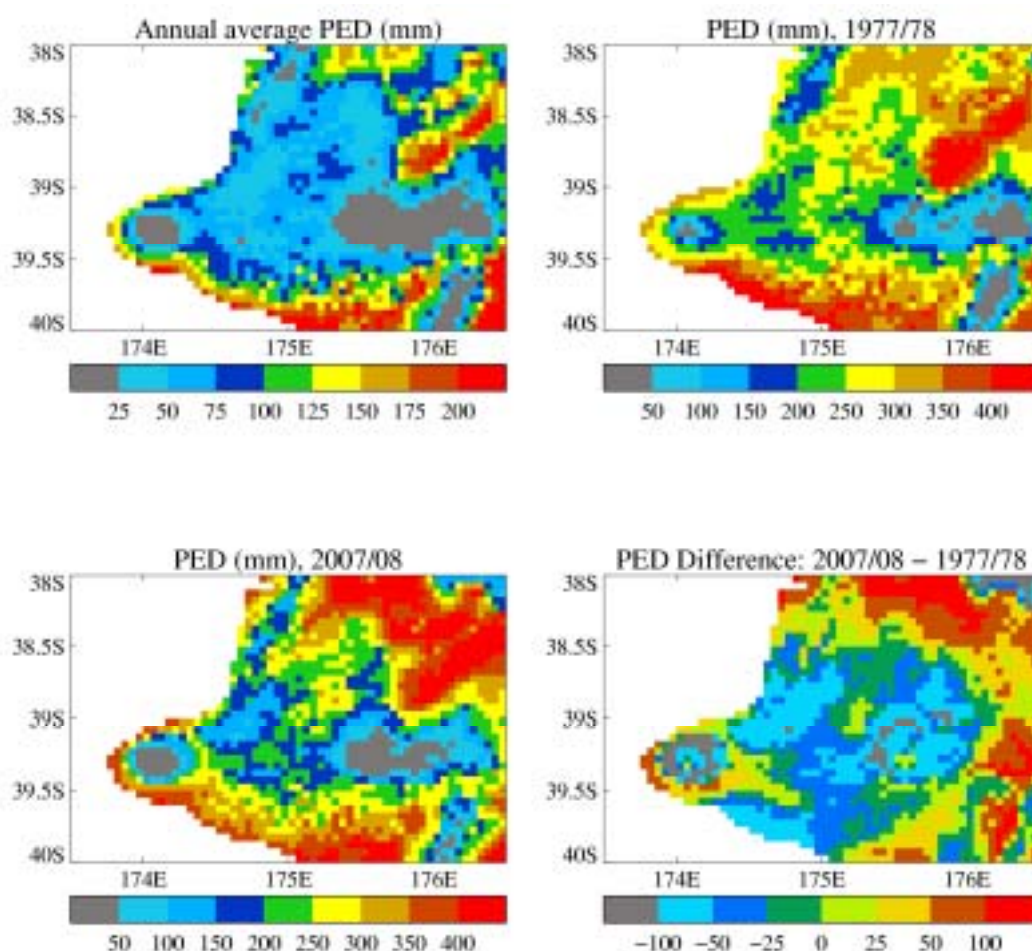 Annual average PED (mm)
38S
38.5S
39S
39.5S
40S
174E 175E 176E
25 50 75 100 125 150 175 200
PED (mm), 1977/78
38S
38.5S
39S
39.5S
40S
174E 175E 176E
50 100 150 200 250 300 350 400
PED (mm), 2007/08
38S
38.5S
39S
39.5S
40S
174E 175E 176E
50 100 150 200 250 300 350 400
PED Difference: 2007/08 − 1977/78
38S
38.5S
39S
39.5S
40S
174E 175E 176E
−100 −50 −25 0 25 50 100